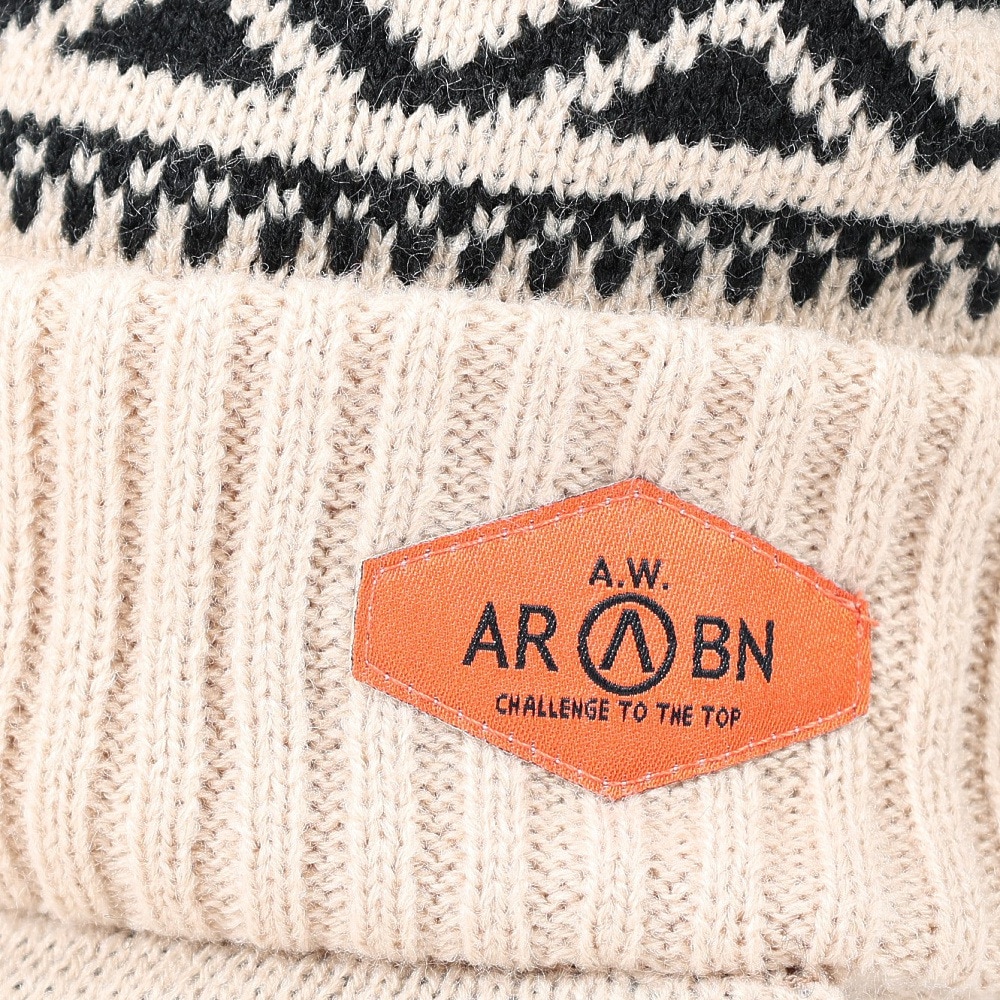 A.W.
AR Λ BN
CHALLENGE TO THE TOP